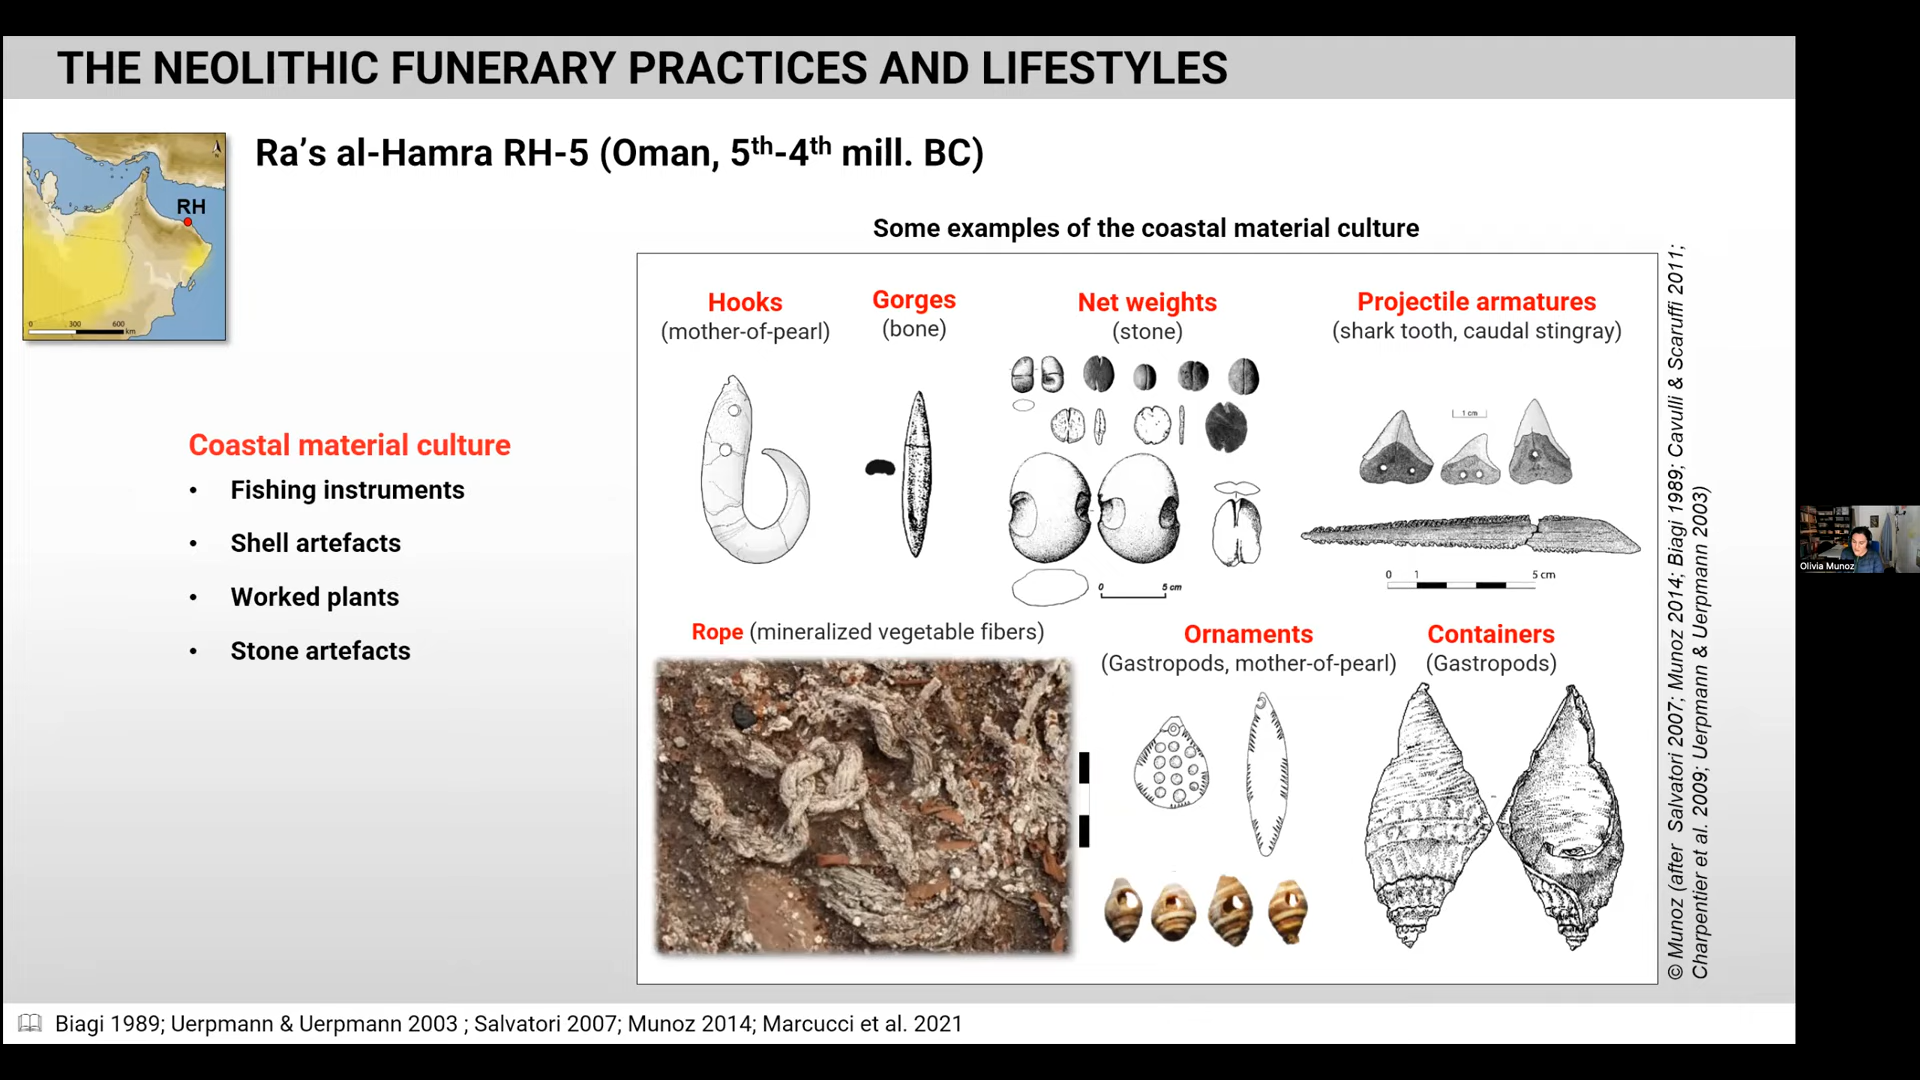 THE NEOLITHIC FUNERARY PRACTICES AND LIFESTYLES
Ra's al-Hamra RH-5 (Oman, 5th-4th mill. BC)
RH
0 300 600 km
Coastal material culture
• Fishing instruments
• Shell artefacts
• Worked plants
• Stone artefacts
Some examples of the coastal material culture
Hooks
(mother-of-pearl)
Gorges
(bone)
Net weights
(stone)
0 5 cm
Projectile armatures
(shark tooth, caudal stingray)
1 cm
0 1 5 cm
Rope (mineralized vegetable fibers)
Ornaments
(Gastropods, mother-of-pearl)
Containers
(Gastropods)
© Munoz (after Salvatori 2007; Munoz 2014; Biagi 1989; Cavulli & Scaruffi 2011;
Charpentier et al. 2009; Uerpmann & Uerpmann 2003)
Olivia Munoz
Biagi 1989; Uerpmann & Uerpmann 2003 ; Salvatori 2007; Munoz 2014; Marcucci et al. 2021